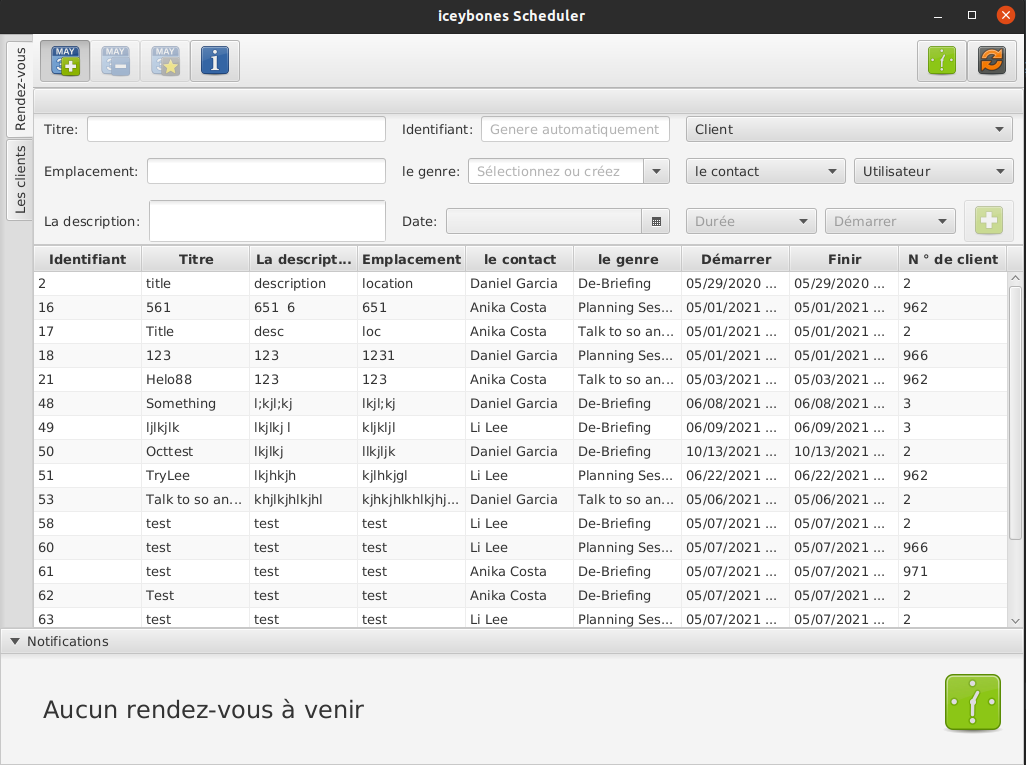 iceybones Scheduler
Rendez-vous
Les clients
MAY MAY MAY
Titre: Identifiant: Genere automatiquement Client
Emplacement: le genre: Sélectionnez ou créez le contact Utilisateur
La description: Date: Durée Démarrer
Identifiant Titre La descript... Emplacement le contact le genre Démarrer Finir N ° de client
2 title description location Daniel Garcia De-Briefing 05/29/2020 ... 05/29/2020 ... 2
16 561 651 6 651 Anika Costa Planning Ses... 05/01/2021 ... 05/01/2021 ... 962
17 Title desc loc Anika Costa Talk to so an... 05/01/2021 ... 05/01/2021 ... 2
18 123 123 1231 Daniel Garcia Planning Ses... 05/01/2021 ... 05/01/2021 ... 966
21 Helo88 123 123 Anika Costa Talk to so an... 05/03/2021 ... 05/03/2021 ... 962
48 Something l;kjl;kj lkjl;kj Daniel Garcia De-Briefing 06/08/2021 ... 06/08/2021 ... 3
49 ljlkjlk lkjlkj l kljkljl Li Lee De-Briefing 06/09/2021 ... 06/09/2021 ... 3
50 Octtest lkjlkj llkjljk Daniel Garcia De-Briefing 10/13/2021 ... 10/13/2021 ... 2
51 TryLee lkjhkjh kjlhkjgl Li Lee Planning Ses... 06/22/2021 ... 06/22/2021 ... 962
53 Talk to so an... khjlkjhlkjhl kjhkjhlkhlkjhj... Daniel Garcia Talk to so an... 05/06/2021 ... 05/06/2021 ... 2
58 test test test Li Lee De-Briefing 05/07/2021 ... 05/07/2021 ... 2
60 test test test Li Lee Planning Ses... 05/07/2021 ... 05/07/2021 ... 966
61 test test test Anika Costa De-Briefing 05/07/2021 ... 05/07/2021 ... 971
62 Test test test Anika Costa De-Briefing 05/07/2021 ... 05/07/2021 ... 2
63 test test test Li Lee Planning Ses... 05/07/2021 ... 05/07/2021 ... 2
Notifications
Aucun rendez-vous à venir